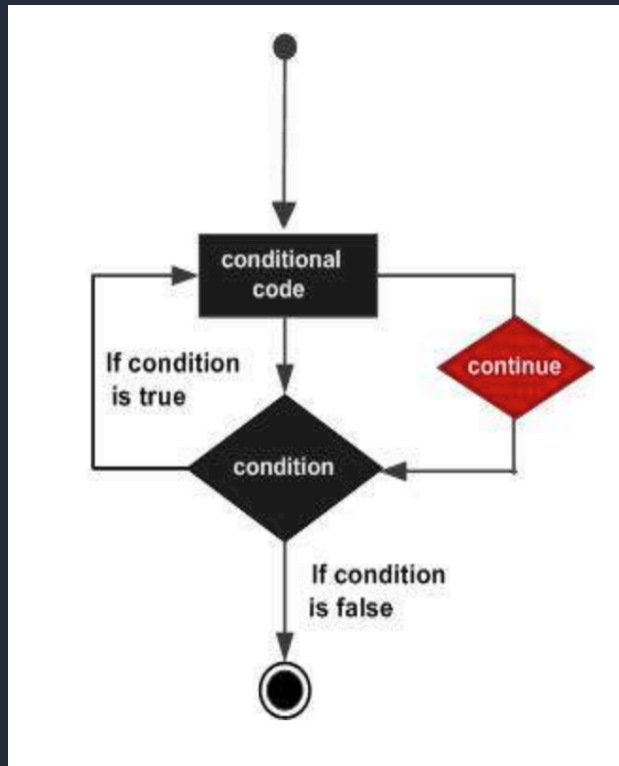 conditional
code
If condition
is true
continue
condition
If condition
is false